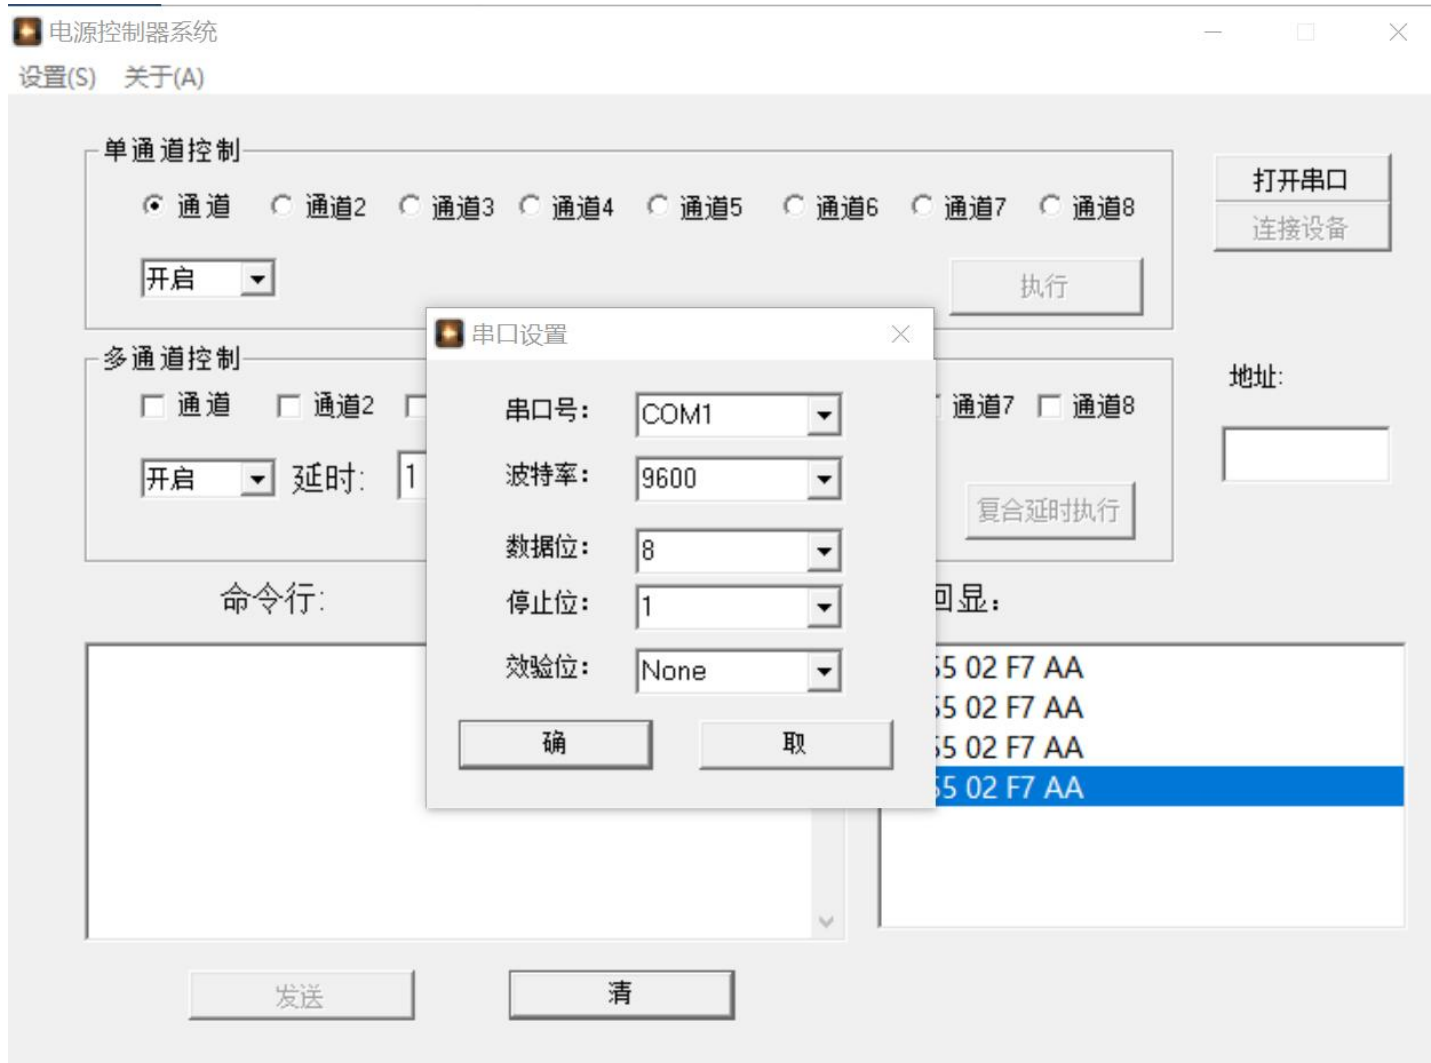 电源控制器系统
设置(S) 关于(A)
单通道控制
通道 通道2 通道3 通道4 通道5 通道6 通道7 通道8
打开串口
连接设备
开启
执行
串口设置
多通道控制
通道 通道2 通道7 通道8
地址:
串口号: COM1
波特率: 9600
开启 延时: 1
复合延时执行
数据位: 8
停止位: 1
命令行:
回显:
效验位: None
55 02 F7 AA
55 02 F7 AA
55 02 F7 AA
55 02 F7 AA
确 取
发送 清